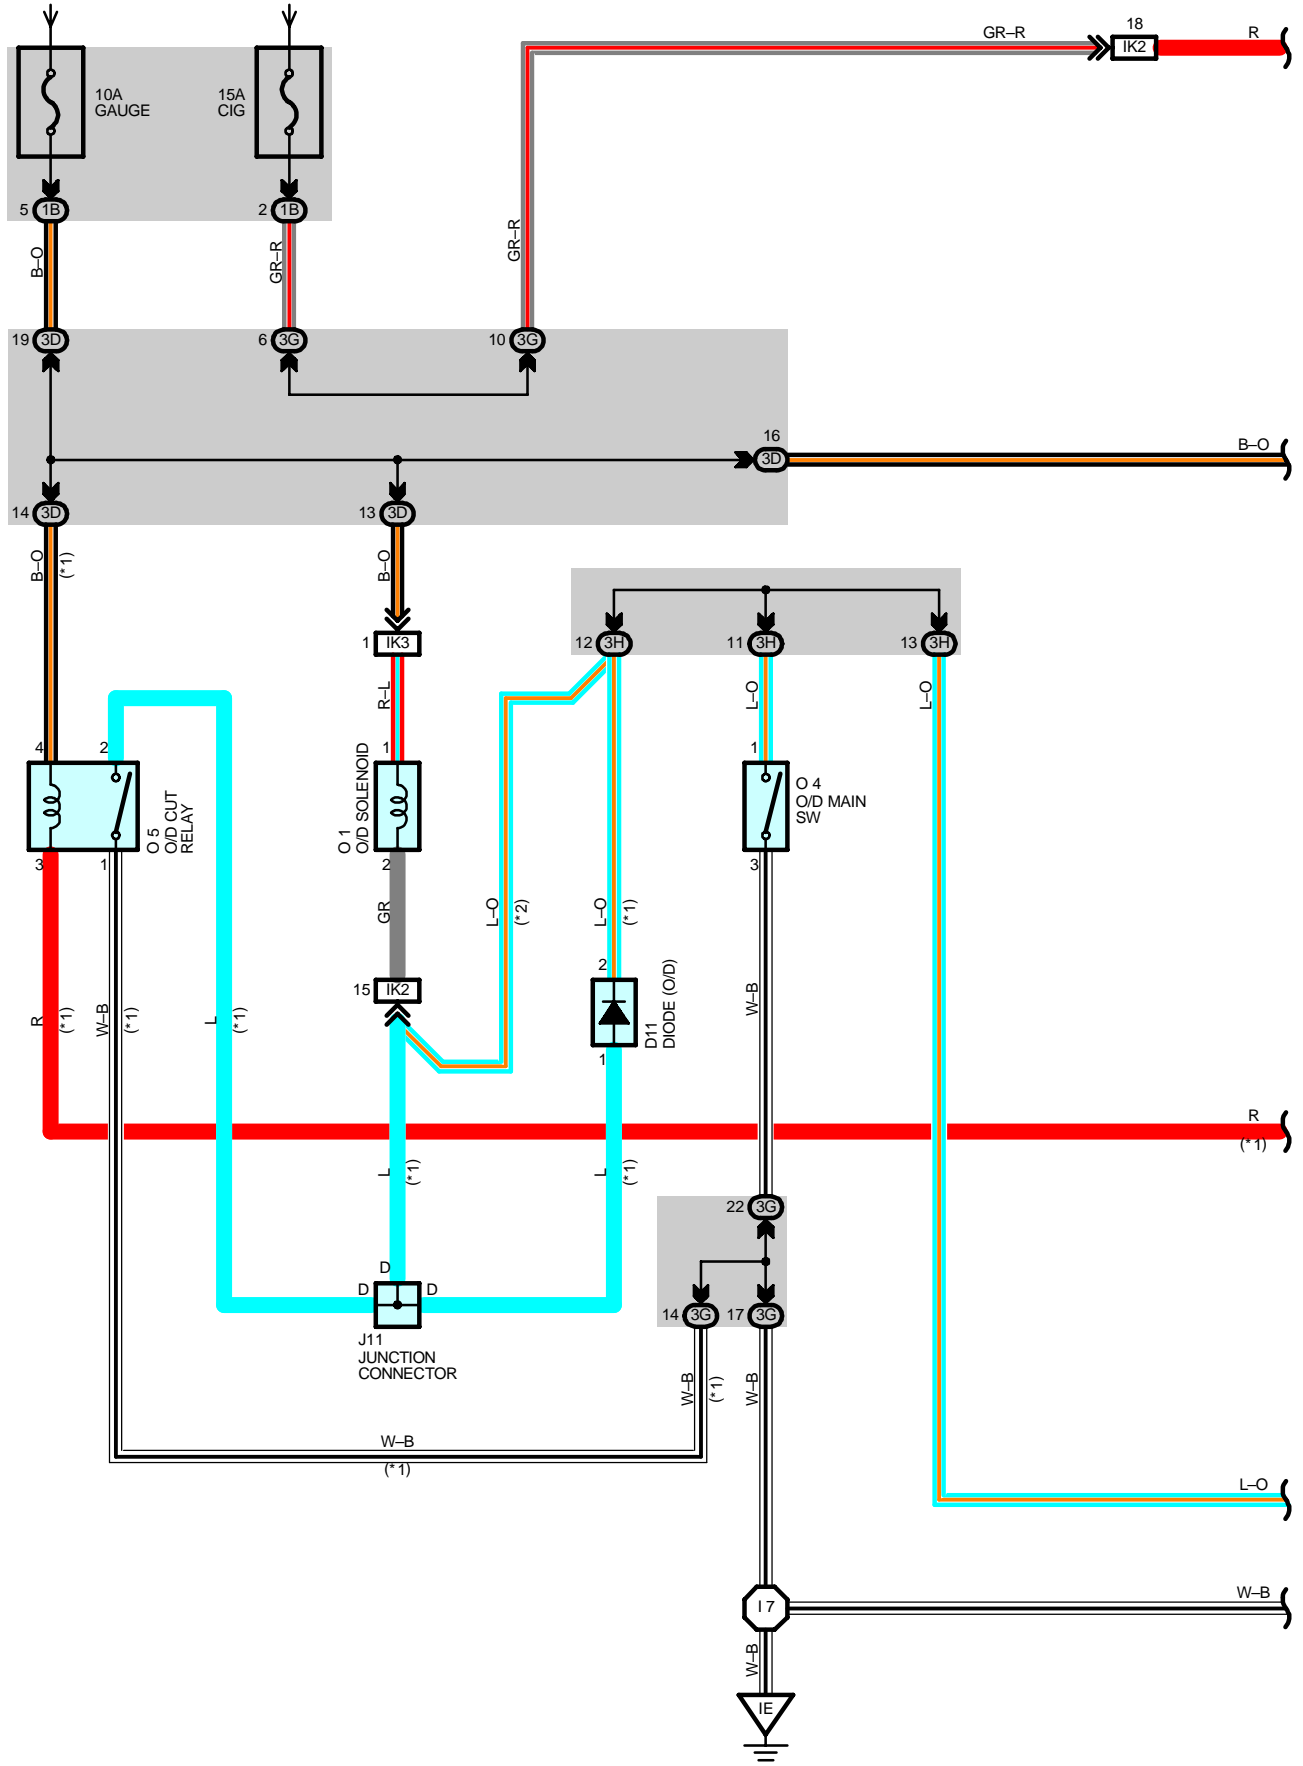 GR–R
18
IK2
R
10A
GAUGE
15A
CIG
5
1B
2
1B
B–O
GR–R
GR–R
19
3D
6
3G
10
3G
16
3D
B–O
14
3D
13
3D
B–O
(*1)
B–O
12
3H
11
3H
13
3H
1
IK3
R–L
L–O
L–O
4
2
1
1
O 5
O/D CUT
RELAY
O 1
O/D SOLENOID
O 4
O/D MAIN
SW
3
1
2
3
GR
L–O
(*2)
L–O
(*1)
2
15
IK2
D11
DIODE (O/D)
1
R
(*1)
W–B
(*1)
L
(*1)
W–B
R
(*1)
L
(*1)
L
(*1)
22
3G
D
D
D
14
3G
17
3G
J11
JUNCTION
CONNECTOR
W–B
(*1)
W–B
W–B
(*1)
L–O
I 7
W–B
W–B
IE